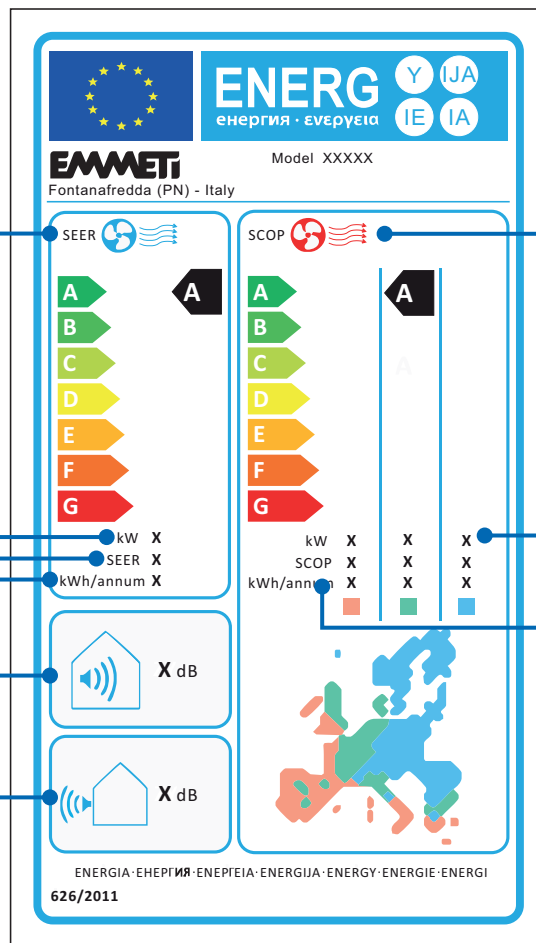 ENERG
енергия · ενεργεια
Y IJA
IE IA
EMMETi
Model XXXXX
Fontanafredda (PN) - Italy
SEER
A
A
B
C
D
E
F
G
kW X
SEER X
kWh/annum X
X dB
X dB
SCOP
A
A
B
C
A
D
E
F
G
kW X X X
SCOP X X X
kWh/annum X X X
ENERGIA·ЕНЕРГИЯ·ΕΝΕΡΓΕΙΑ·ENERGIJA·ENERGY·ENERGIE·ENERGI
626/2011